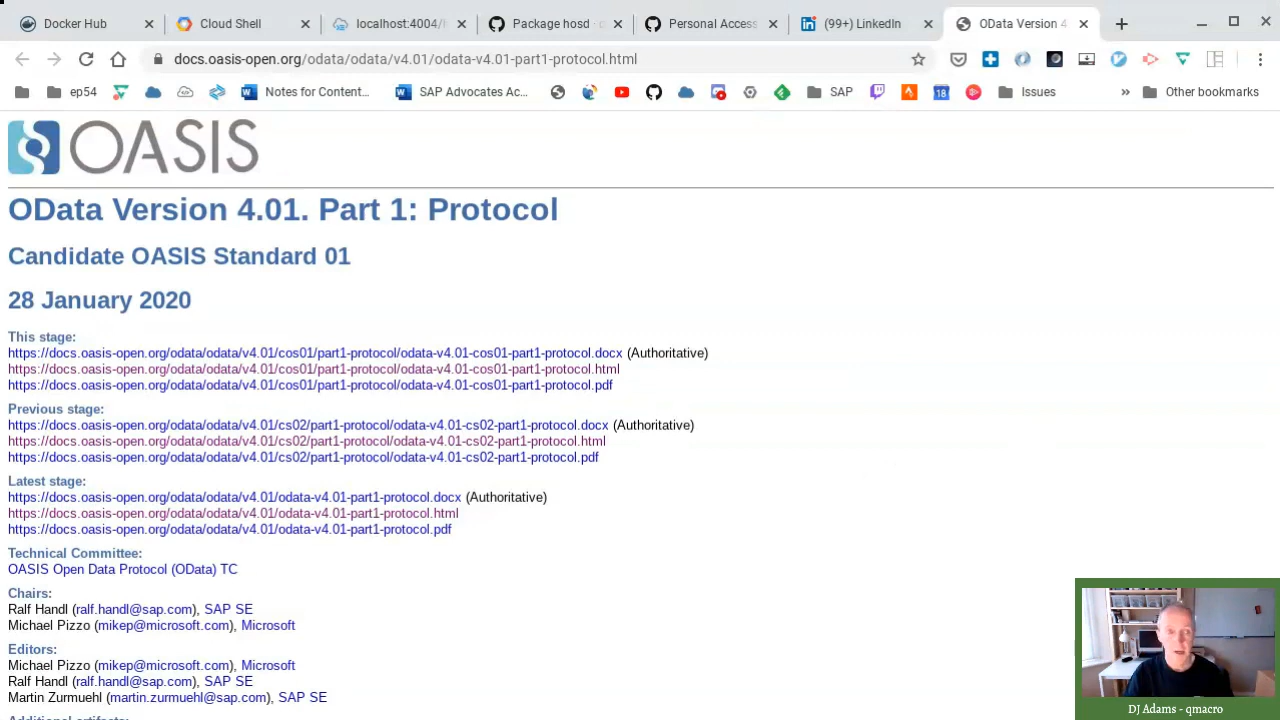 Docker Hub
Cloud Shell
localhost:4004/
Package hosd ·
Personal Access
(99+) LinkedIn
OData Version 4
docs.oasis-open.org/odata/odata/v4.01/odata-v4.01-part1-protocol.html
ep54
Notes for Content...
SAP Advocates Ac...
SAP
18
Issues
»
Other bookmarks
OASIS
OData Version 4.01. Part 1: Protocol
Candidate OASIS Standard 01
28 January 2020
This stage:
https://docs.oasis-open.org/odata/odata/v4.01/cos01/part1-protocol/odata-v4.01-cos01-part1-protocol.docx (Authoritative)
https://docs.oasis-open.org/odata/odata/v4.01/cos01/part1-protocol/odata-v4.01-cos01-part1-protocol.html
https://docs.oasis-open.org/odata/odata/v4.01/cos01/part1-protocol/odata-v4.01-cos01-part1-protocol.pdf
Previous stage:
https://docs.oasis-open.org/odata/odata/v4.01/cs02/part1-protocol/odata-v4.01-cs02-part1-protocol.docx (Authoritative)
https://docs.oasis-open.org/odata/odata/v4.01/cs02/part1-protocol/odata-v4.01-cs02-part1-protocol.html
https://docs.oasis-open.org/odata/odata/v4.01/cs02/part1-protocol/odata-v4.01-cs02-part1-protocol.pdf
Latest stage:
https://docs.oasis-open.org/odata/odata/v4.01/odata-v4.01-part1-protocol.docx (Authoritative)
https://docs.oasis-open.org/odata/odata/v4.01/odata-v4.01-part1-protocol.html
https://docs.oasis-open.org/odata/odata/v4.01/odata-v4.01-part1-protocol.pdf
Technical Committee:
OASIS Open Data Protocol (OData) TC
Chairs:
Ralf Handl (ralf.handl@sap.com), SAP SE
Michael Pizzo (mikep@microsoft.com), Microsoft
Editors:
Michael Pizzo (mikep@microsoft.com), Microsoft
Ralf Handl (ralf.handl@sap.com), SAP SE
Martin Zurmuehl (martin.zurmuehl@sap.com), SAP SE
Additional artifacts:
DJ Adams - qmacro